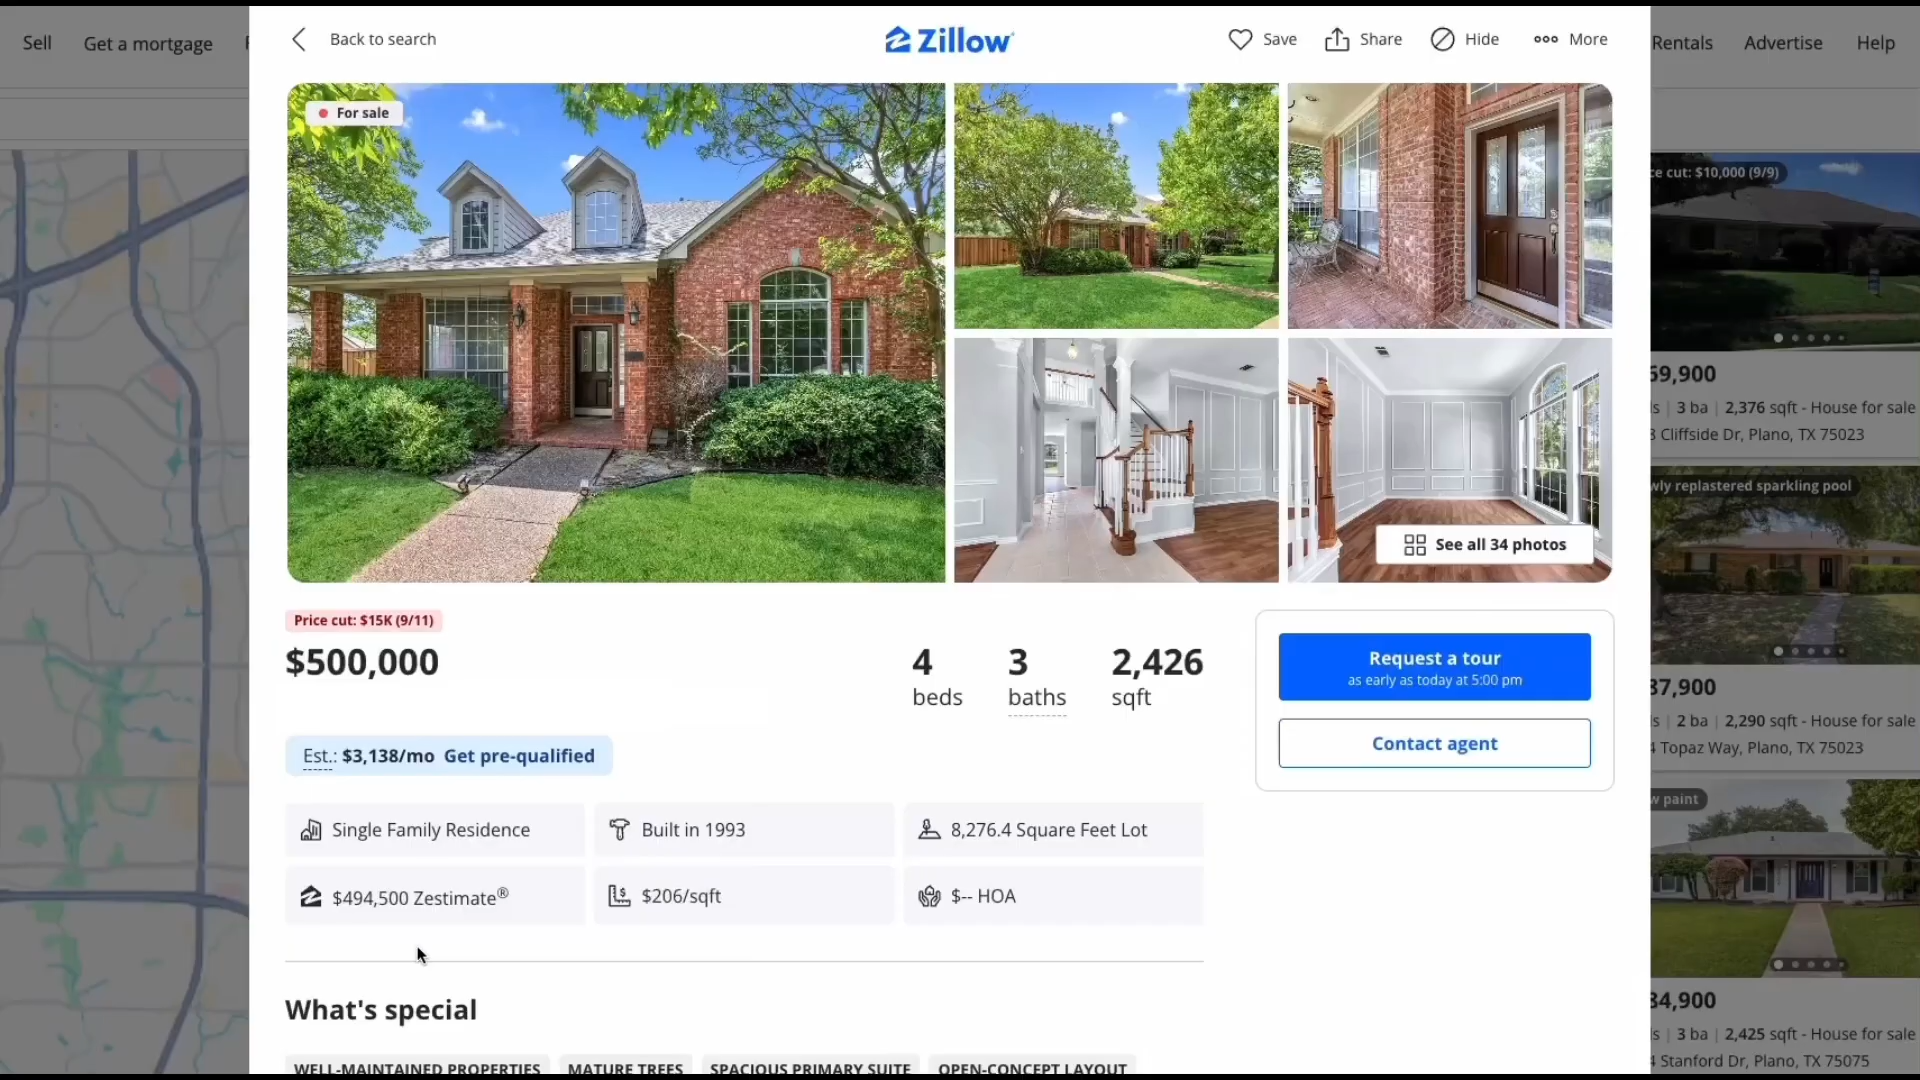 Sell
Get a mortgage
Back to search
Zillow
Save
Share
Hide
More
Rentals
Advertise
Help
For sale
See all 34 photos
Price cut: $15K (9/11)
$500,000
4
beds
3
baths
2,426
sqft
Est.: $3,138/mo Get pre-qualified
Request a tour
as early as today at 5:00 pm
Contact agent
Single Family Residence
Built in 1993
8,276.4 Square Feet Lot
$494,500 Zestimate®
$206/sqft
$-- HOA
What's special
WELL-MAINTAINED PROPERTIES
MATURE TREES
SPACIOUS PRIMARY SUITE
OPEN-CONCEPT LAYOUT
cut: $10,000 (9/9)
59,900
3 ba | 2,376 sqft - House for sale
Cliffside Dr, Plano, TX 75023
replastered sparkling pool
37,900
2 ba | 2,290 sqft - House for sale
Topaz Way, Plano, TX 75023
paint
34,900
3 ba | 2,425 sqft - House for sale
Stanford Dr, Plano, TX 75075